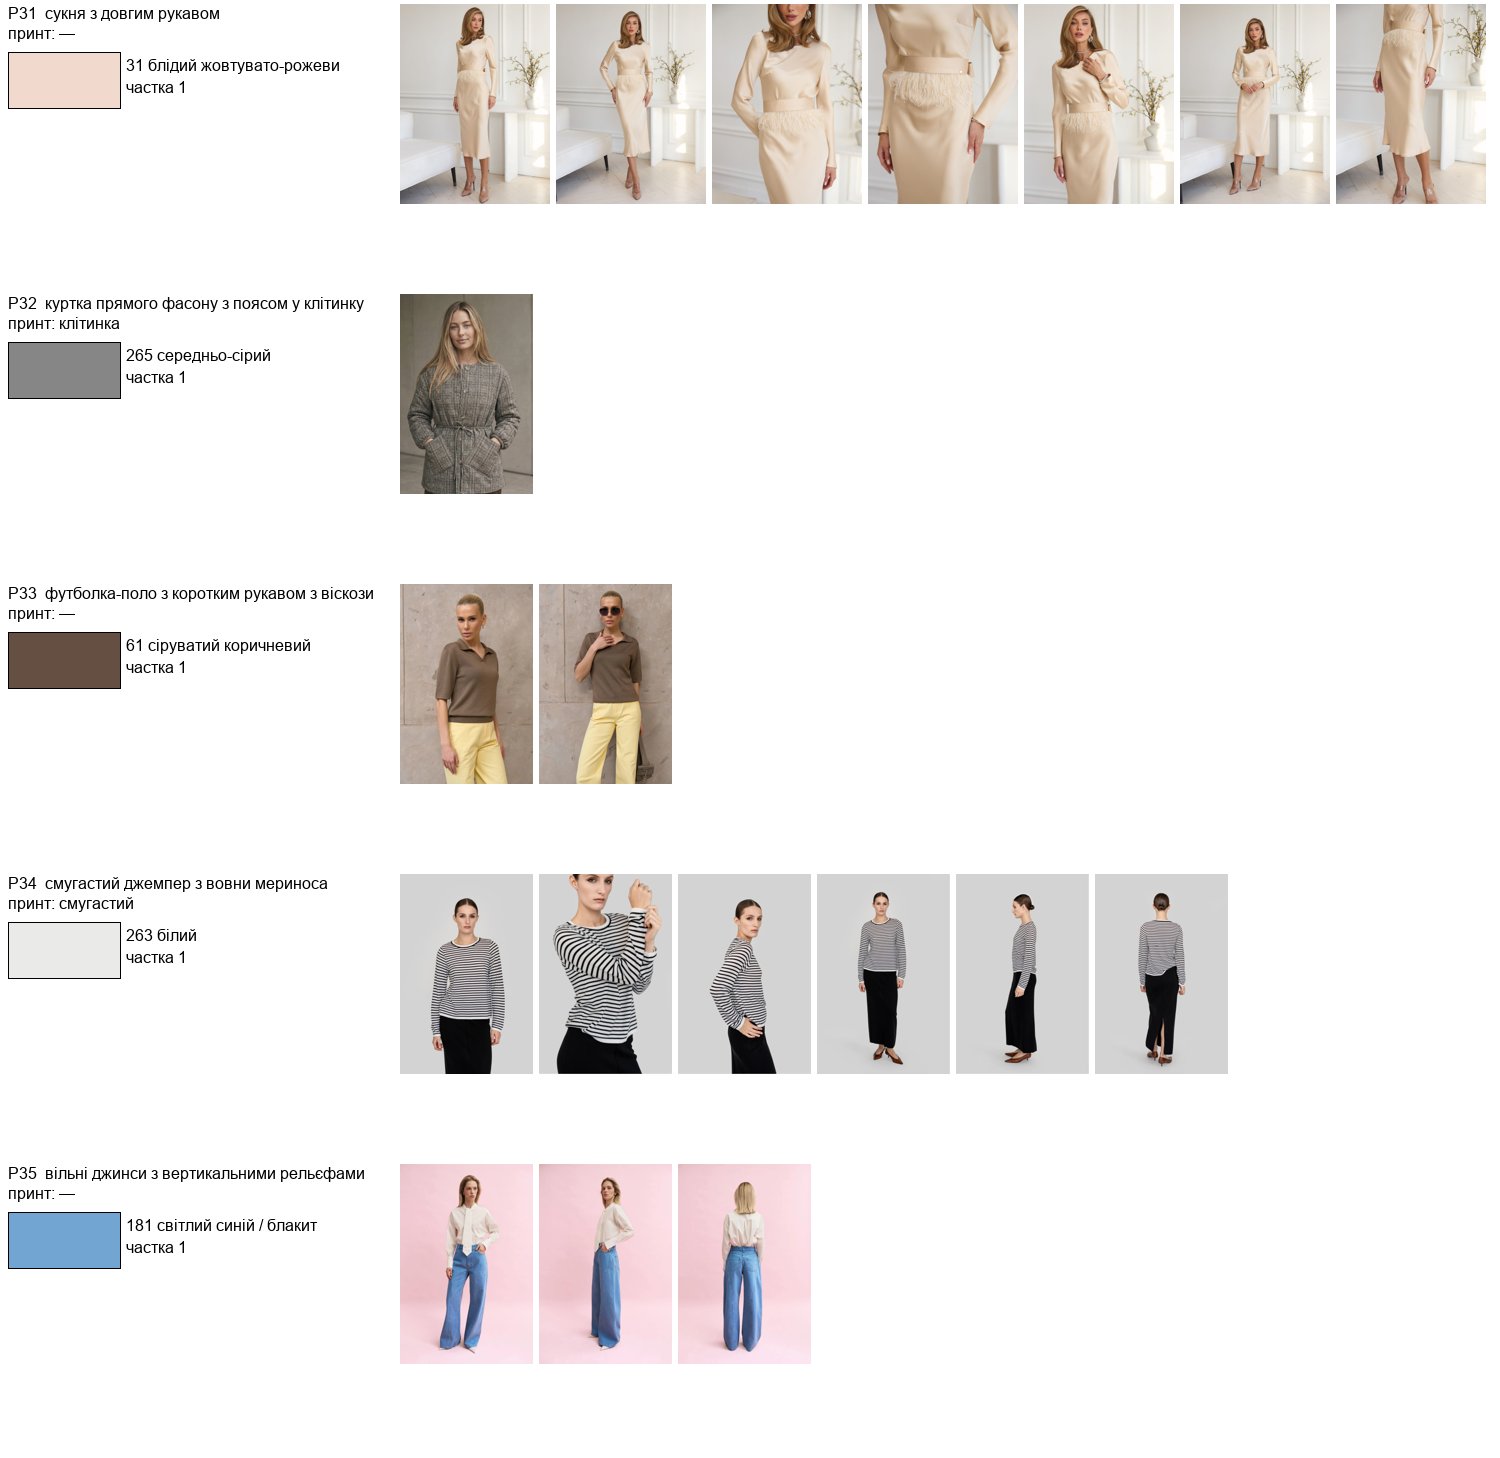 P31 сукня з довгим рукавом
принт: —
31 блідий жовтувато-рожеви
частка 1
P32 куртка прямого фасону з поясом у клітинку
принт: клітинка
265 середньо-сірий
частка 1
P33 футболка-поло з коротким рукавом з віскози
принт: —
61 сіруватий коричневий
частка 1
P34 смугастий джемпер з вовни мериноса
принт: смугастий
263 білий
частка 1
P35 вільні джинси з вертикальними рельєфами
принт: —
181 світлий синій / блакит
частка 1